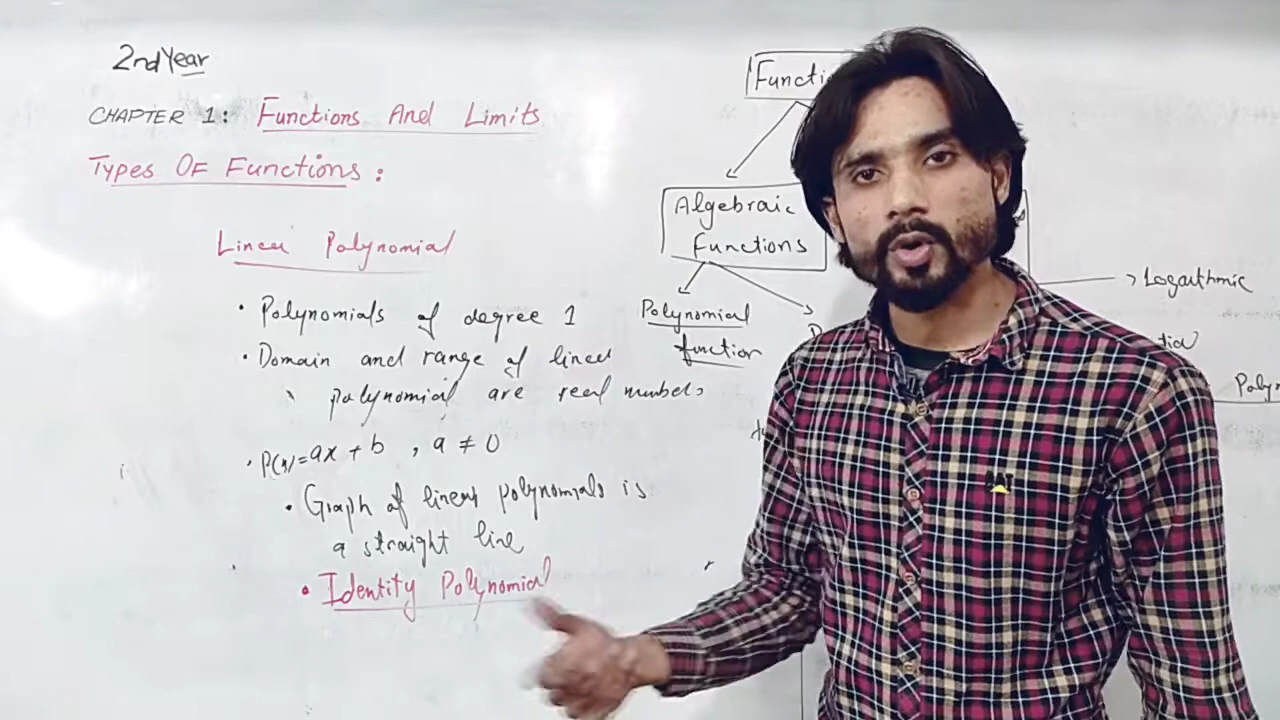 2nd Year
CHAPTER 1: Functions And Limits
Types Of Functions:
Linear Polynomial
• Polynomials of degree 1
• Domain and range of linear
polynomial are real numbers
• P(x)=ax + b , a ≠ 0
• Graph of linear polynomials is
a straight line
• Identity Polynomial
Functi
Algebraic
Functions
Polynomial
function
Logarithmic
Polyn